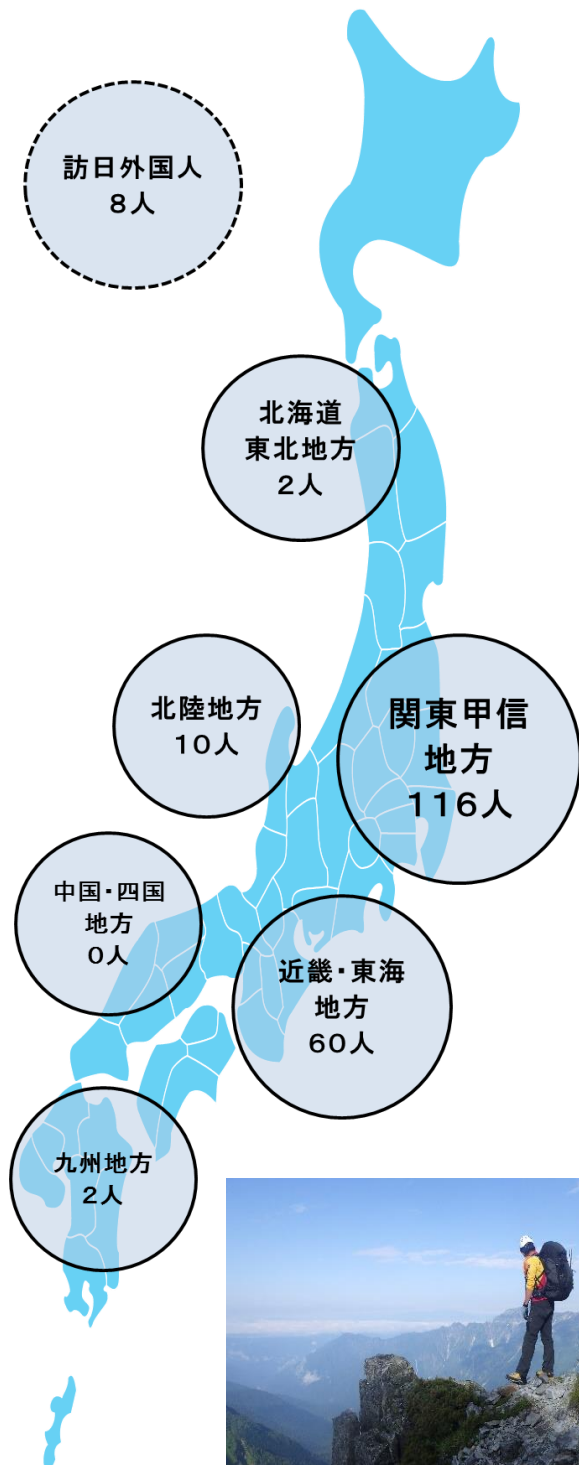 訪日外国人
8人
北海道
東北地方
2人
北陸地方
10人
関東甲信
地方
116人
中国・四国
地方
0人
近畿・東海
地方
60人
九州地方
2人